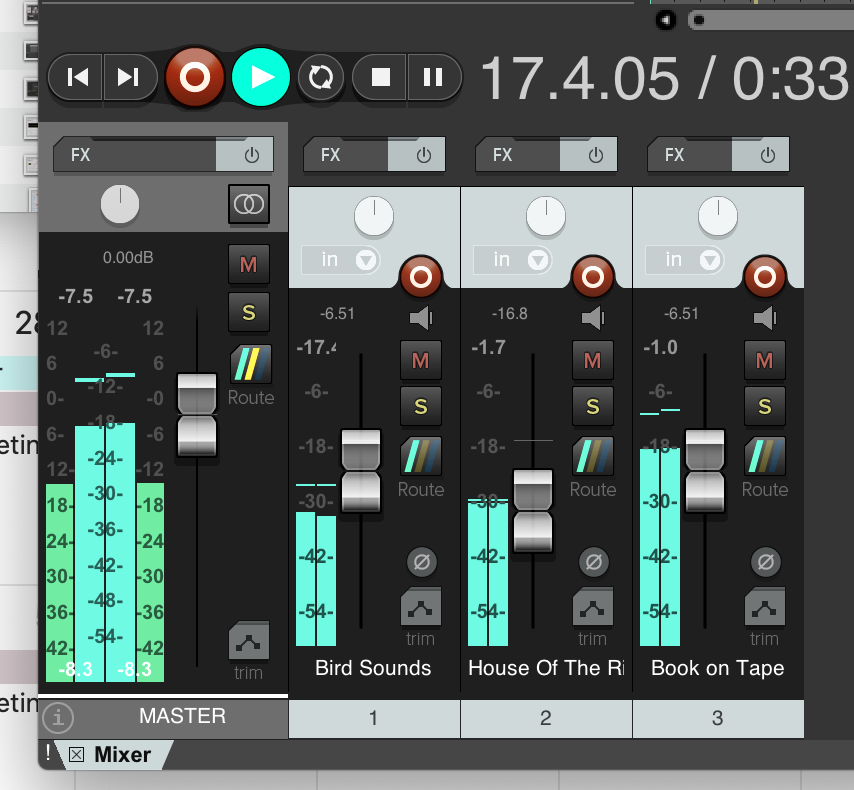 17.4.05 / 0:33
FX
FX
FX
FX
in
in
in
0.00dB
-7.5 -7.5
M
S
Route
12 12
6 -6- 6
0- -12- -0
6- -18- -6
12- -24- -12
18- -30- -18
24- -36- -24
30- -42- -30
36- -48- -36
42- -54- -42
-8.3 -8.3
trim
MASTER
-6.51
-17.4
M
S
Route
-6-
-18-
-30-
-42-
-54-
Ø
trim
Bird Sounds
1
-16.8
-1.7
M
S
Route
-6-
-18-
-30-
-42-
-54-
Ø
trim
House Of The Ri
2
-6.51
-1.0
M
S
Route
-6-
-18-
-30-
-42-
-54-
Ø
trim
Book on Tape
3
i
! Mixer
28
etin
etin